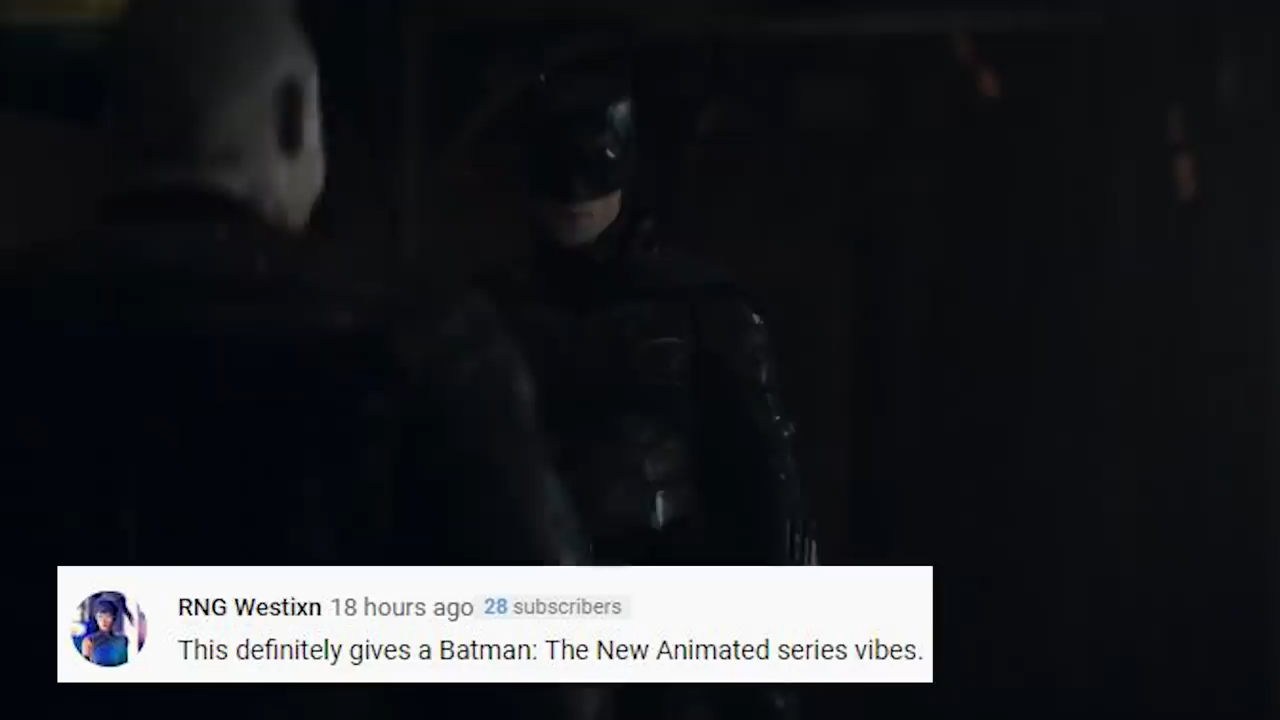 RNG Westixn 18 hours ago 28 subscribers
This definitely gives a Batman: The New Animated series vibes.